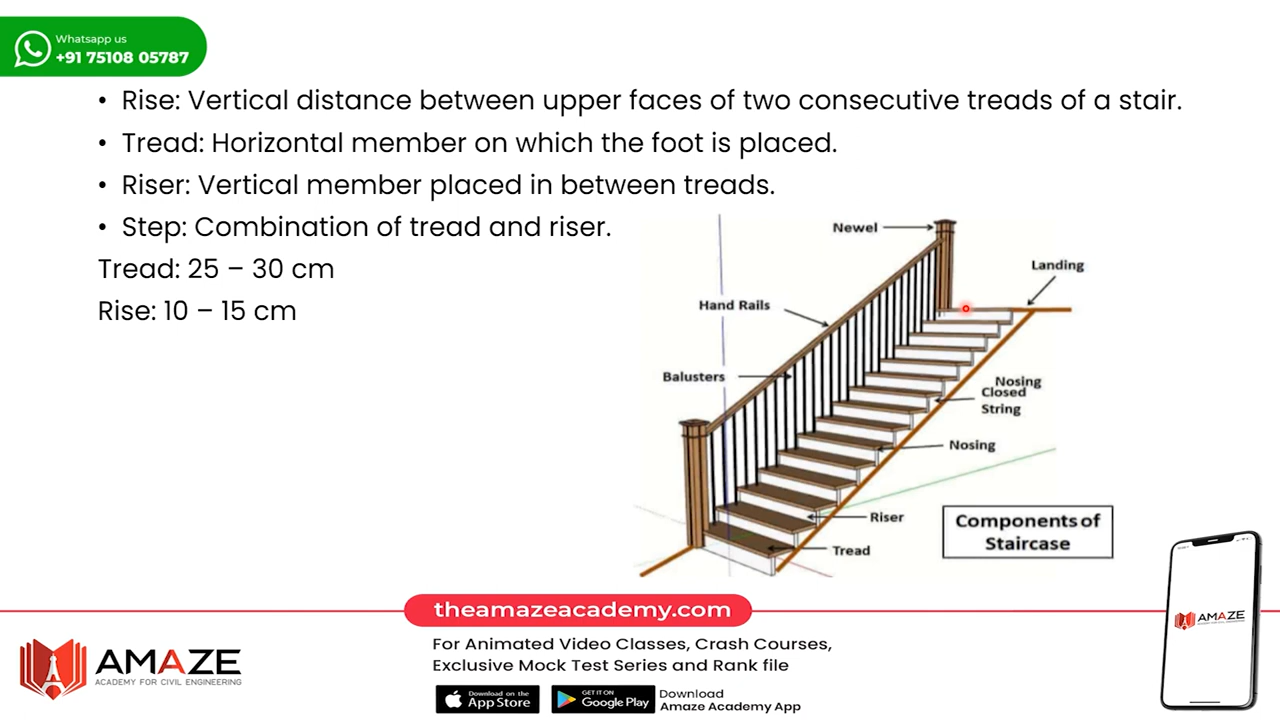 Whatsapp us
+91 75108 05787
• Rise: Vertical distance between upper faces of two consecutive treads of a stair.
• Tread: Horizontal member on which the foot is placed.
• Riser: Vertical member placed in between treads.
• Step: Combination of tread and riser.
Tread: 25 – 30 cm
Rise: 10 – 15 cm
Newel
Landing
Hand Rails
Balusters
Nosing
Closed
String
Nosing
Riser
Tread
Components of
Staircase
theamazeacademy.com
For Animated Video Classes, Crash Courses,
Exclusive Mock Test Series and Rank file
AMAZE
ACADEMY FOR CIVIL ENGINEERING
Download on the
App Store
GET IT ON
Google Play
Download
Amaze Academy App
AMAZE
ACADEMY FOR CIVIL ENGINEERING